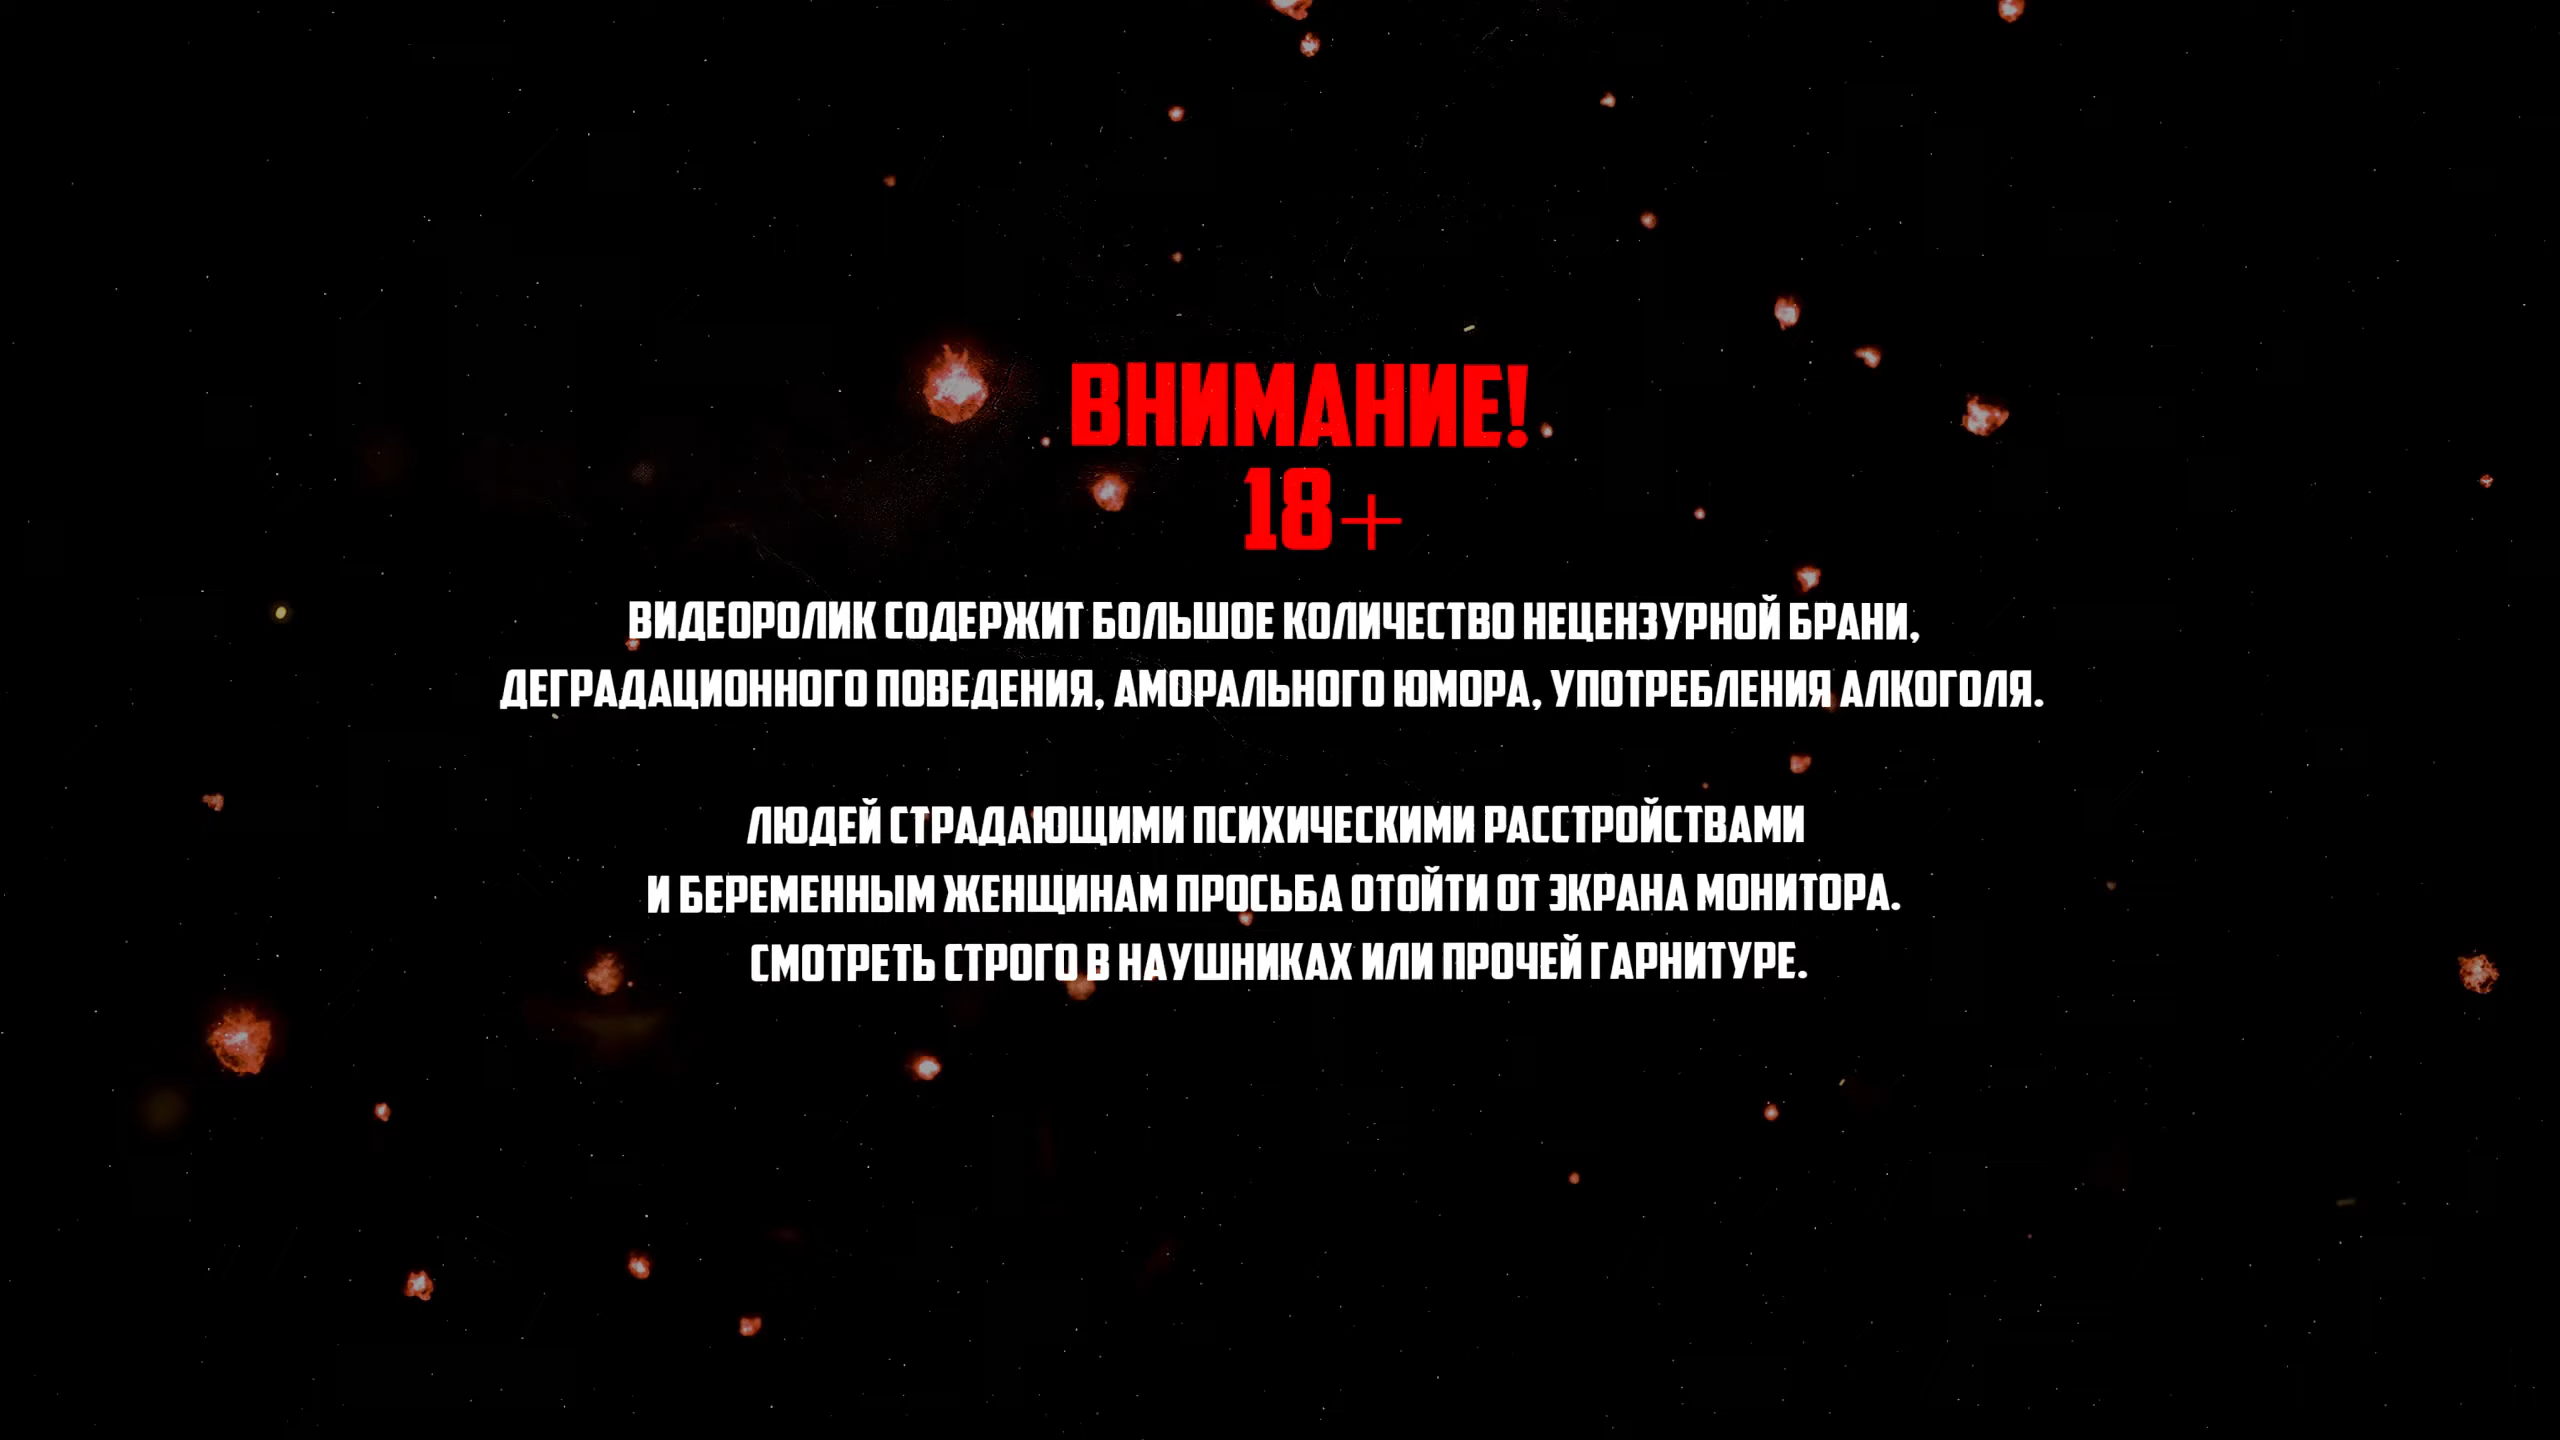 ВНИМАНИЕ!
18+
ВИДЕОРОЛИК СОДЕРЖИТ БОЛЬШОЕ КОЛИЧЕСТВО НЕЦЕНЗУРНОЙ БРАНИ,
ДЕГРАДАЦИОННОГО ПОВЕДЕНИЯ, АМОРАЛЬНОГО ЮМОРА, УПОТРЕБЛЕНИЯ АЛКОГОЛЯ.
ЛЮДЕЙ СТРАДАЮЩИМИ ПСИХИЧЕСКИМИ РАССТРОЙСТВАМИ
И БЕРЕМЕННЫМ ЖЕНЩИНАМ ПРОСЬБА ОТОЙТИ ОТ ЭКРАНА МОНИТОРА.
СМОТРЕТЬ СТРОГО В НАУШНИКАХ ИЛИ ПРОЧЕЙ ГАРНИТУРЕ.